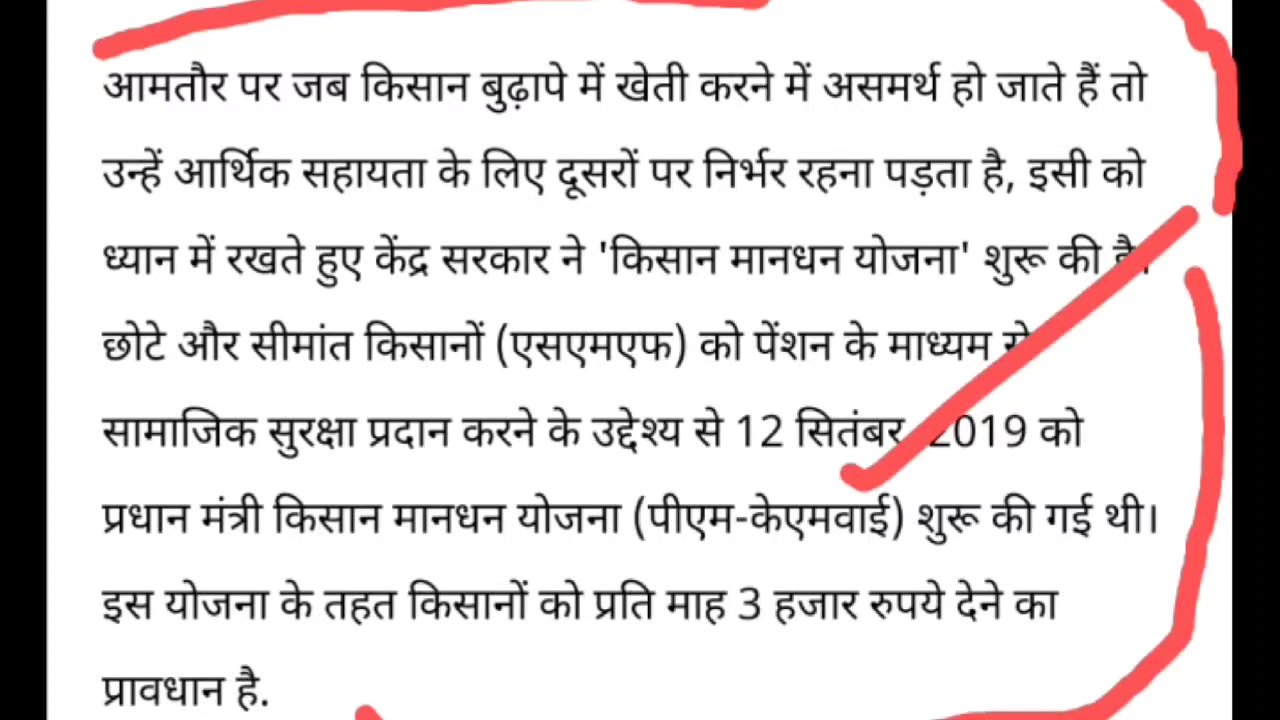 आमतौर पर जब किसान बुढ़ापे में खेती करने में असमर्थ हो जाते हैं तो
उन्हें आर्थिक सहायता के लिए दूसरों पर निर्भर रहना पड़ता है, इसी को
ध्यान में रखते हुए केंद्र सरकार ने 'किसान मानधन योजना' शुरू की है।
छोटे और सीमांत किसानों (एसएमएफ) को पेंशन के माध्यम से
सामाजिक सुरक्षा प्रदान करने के उद्देश्य से 12 सितंबर, 2019 को
प्रधान मंत्री किसान मानधन योजना (पीएम-केएमवाई) शुरू की गई थी।
इस योजना के तहत किसानों को प्रति माह 3 हजार रुपये देने का
प्रावधान है.